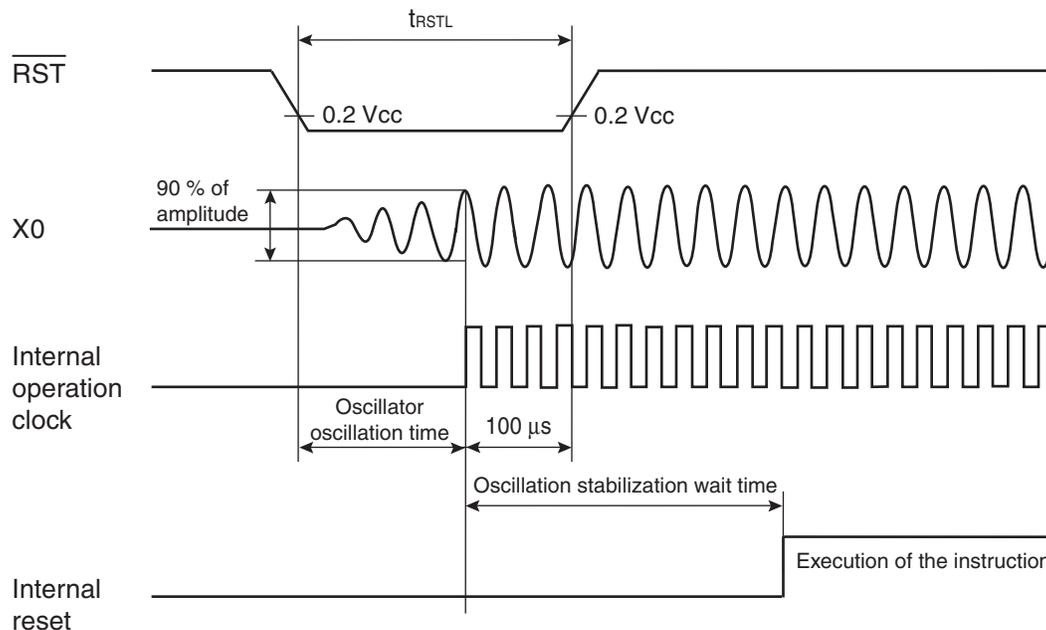 tRSTL
RST
0.2 Vcc
0.2 Vcc
90 % of
amplitude
X0
Internal
operation
clock
Oscillator
oscillation time
100 μs
Oscillation stabilization wait time
Execution of the instruction
Internal
reset